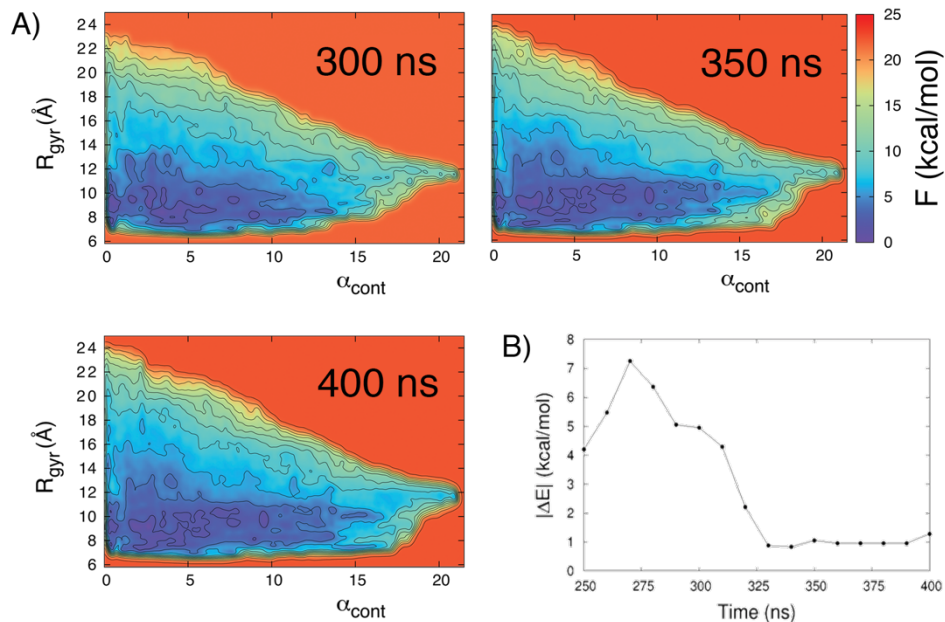 A)
300 ns
R_gyr (Å)
24
22
20
18
16
14
12
10
8
6
0 5 10 15 20
α_cont
350 ns
0 5 10 15 20
α_cont
25
20
15
10
5
0
F (kcal/mol)
400 ns
R_gyr (Å)
24
22
20
18
16
14
12
10
8
6
0 5 10 15 20
α_cont
B)
|ΔE| (kcal/mol)
8
7
6
5
4
3
2
1
0
250 275 300 325 350 375 400
Time (ns)